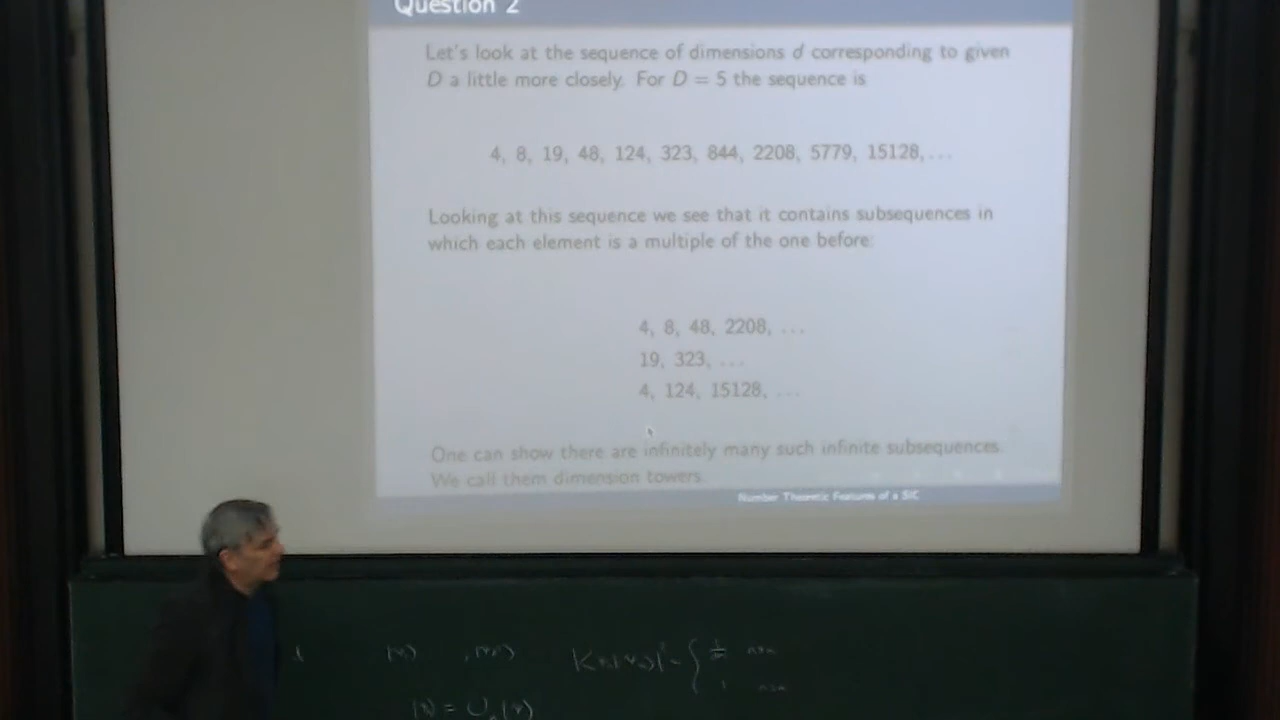 Question 2
Let's look at the sequence of dimensions d corresponding to given
D a little more closely. For D = 5 the sequence is
4, 8, 19, 48, 124, 323, 844, 2208, 5779, 15128, ...
Looking at this sequence we see that it contains subsequences in
which each element is a multiple of the one before:
4, 8, 48, 2208, ...
19, 323, ...
4, 124, 15128, ...
One can show there are infinitely many such infinite subsequences.
We call them dimension towers.
Number Theoretic Features of a SIC